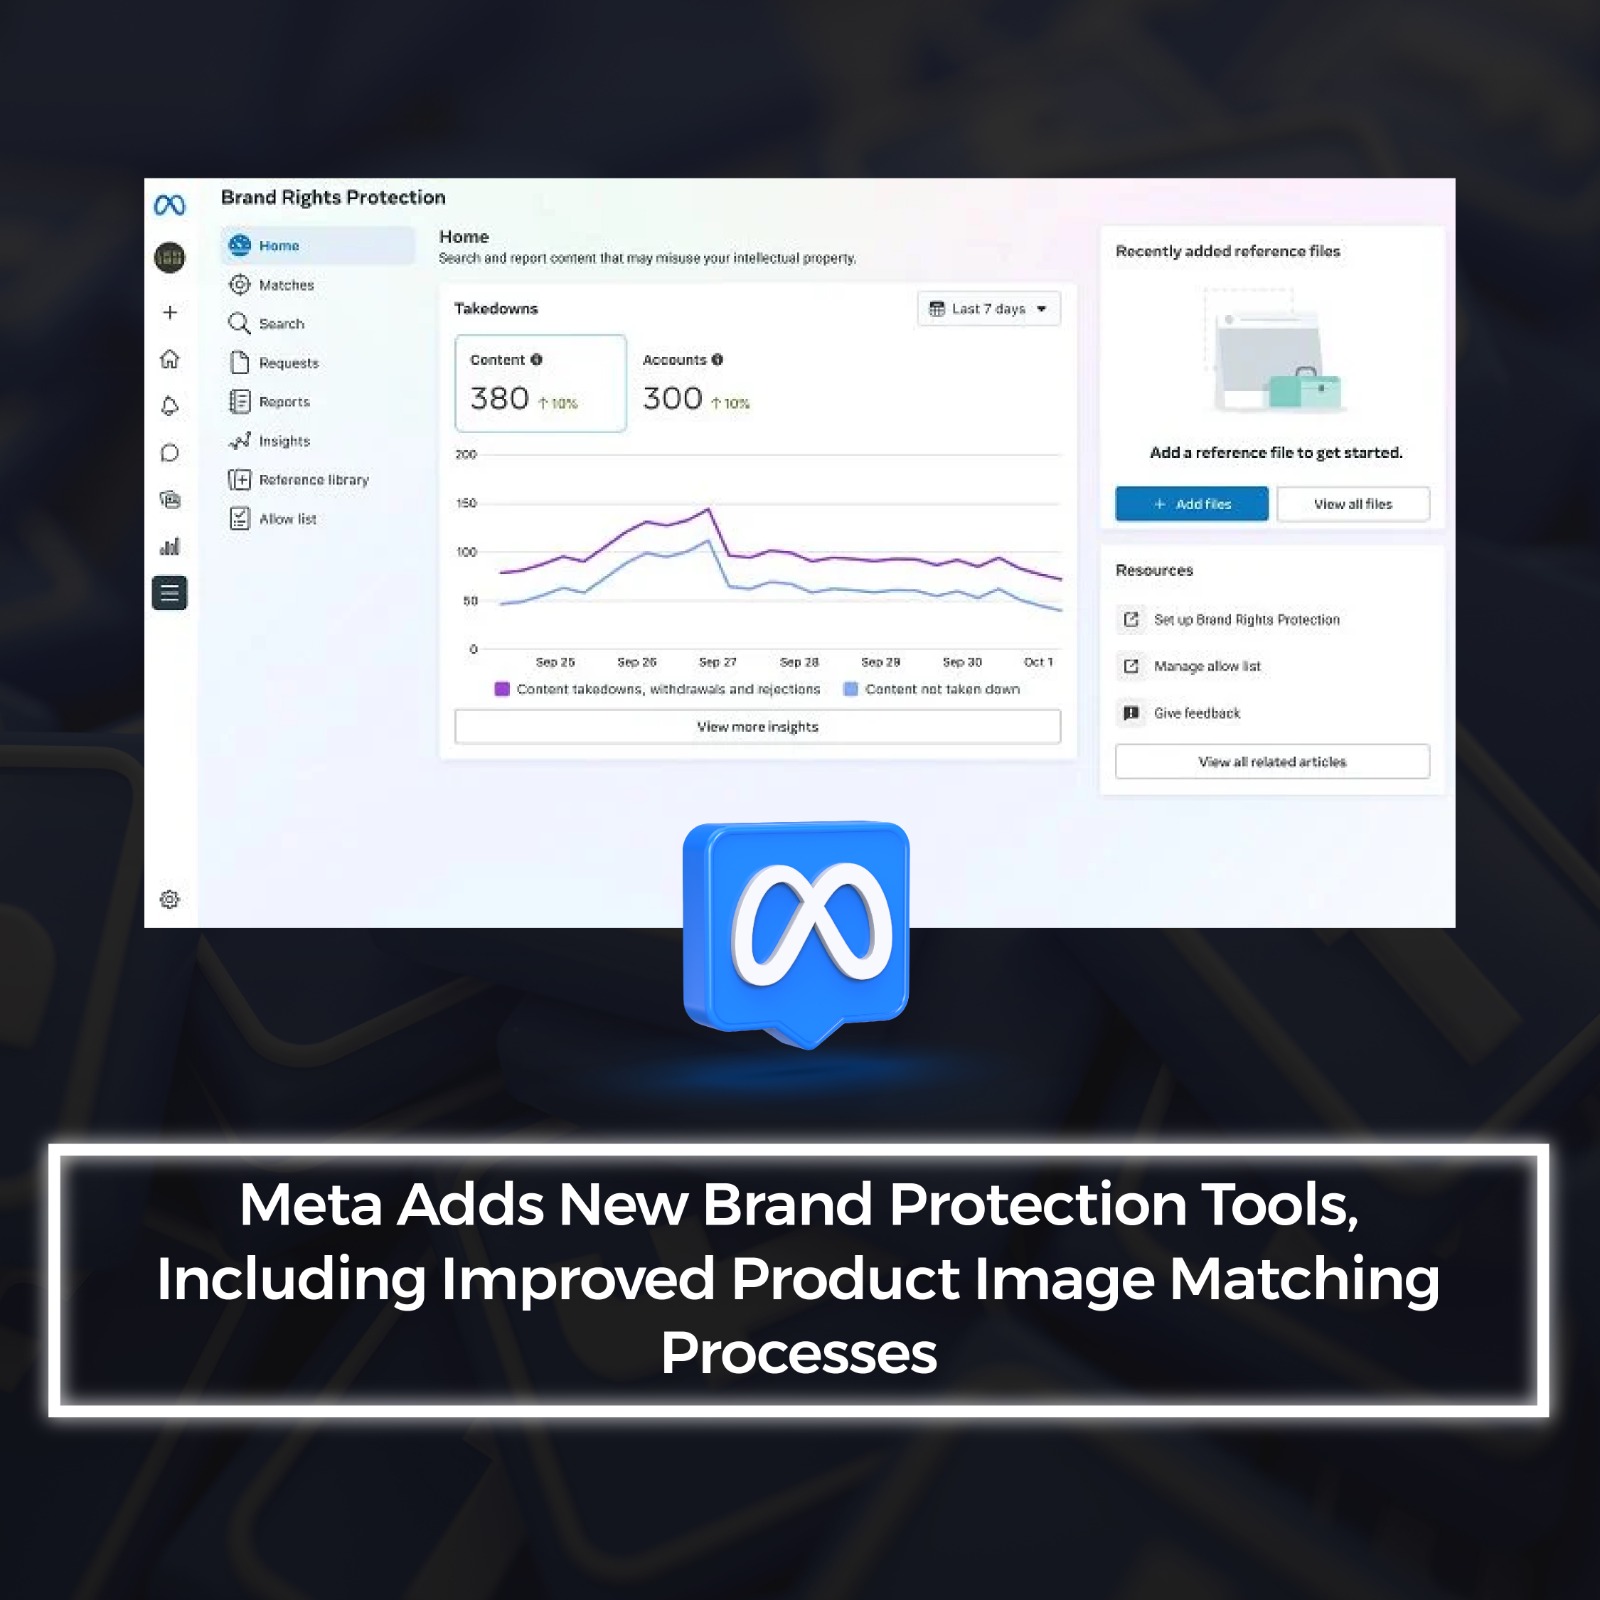 Brand Rights Protection
Home
Matches
Search
Requests
Reports
Insights
Reference library
Allow list
Home
Search and report content that may misuse your intellectual property.
Takedowns
Last 7 days
Content
380 ↑10%
Accounts
300 ↑10%
200
150
100
50
0
Sep 25 Sep 26 Sep 27 Sep 28 Sep 29 Sep 30 Oct 1
Content takedowns, withdrawals and rejections Content not taken down
View more insights
Recently added reference files
Add a reference file to get started.
+ Add files
View all files
Resources
Set up Brand Rights Protection
Manage allow list
Give feedback
View all related articles
Meta Adds New Brand Protection Tools,
Including Improved Product Image Matching
Processes